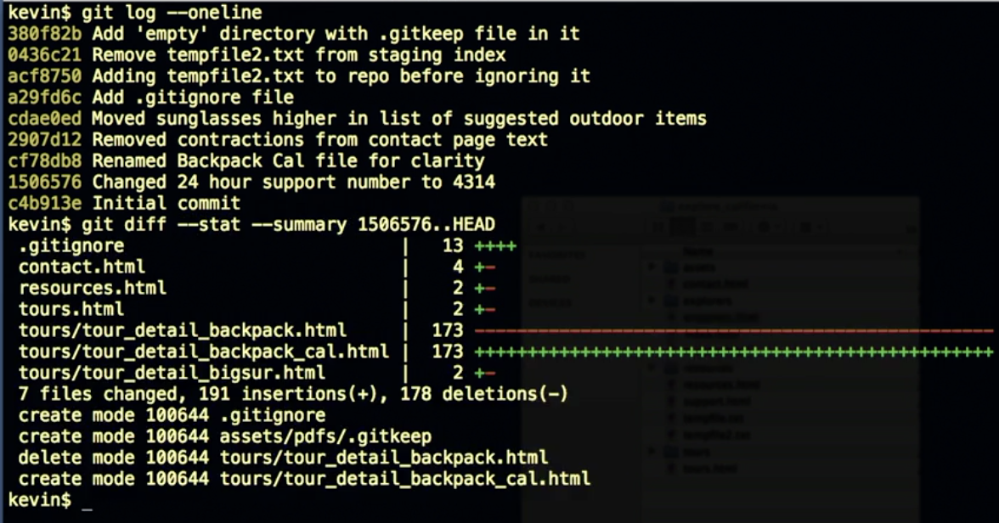 kevin$ git log --oneline
380f82b Add 'empty' directory with .gitkeep file in it
0436c21 Remove tempfile2.txt from staging index
acf8750 Adding tempfile2.txt to repo before ignoring it
a29fd6c Add .gitignore file
cdae0ed Moved sunglasses higher in list of suggested outdoor items
2907d12 Removed contractions from contact page text
cf78db8 Renamed Backpack Cal file for clarity
1506576 Changed 24 hour support number to 4314
c4b913e Initial commit
kevin$ git diff --stat --summary 1506576..HEAD
 .gitignore | 13 ++++
 contact.html | 4 +-
 resources.html | 2 +-
 tours.html | 2 +-
 tours/tour_detail_backpack.html | 173 -------------------------------------------------
 tours/tour_detail_backpack_cal.html | 173 +++++++++++++++++++++++++++++++++++++++++++++++++
 tours/tour_detail_bigsur.html | 2 +-
 7 files changed, 191 insertions(+), 178 deletions(-)
 create mode 100644 .gitignore
 create mode 100644 assets/pdfs/.gitkeep
 delete mode 100644 tours/tour_detail_backpack.html
 create mode 100644 tours/tour_detail_backpack_cal.html
kevin$ _